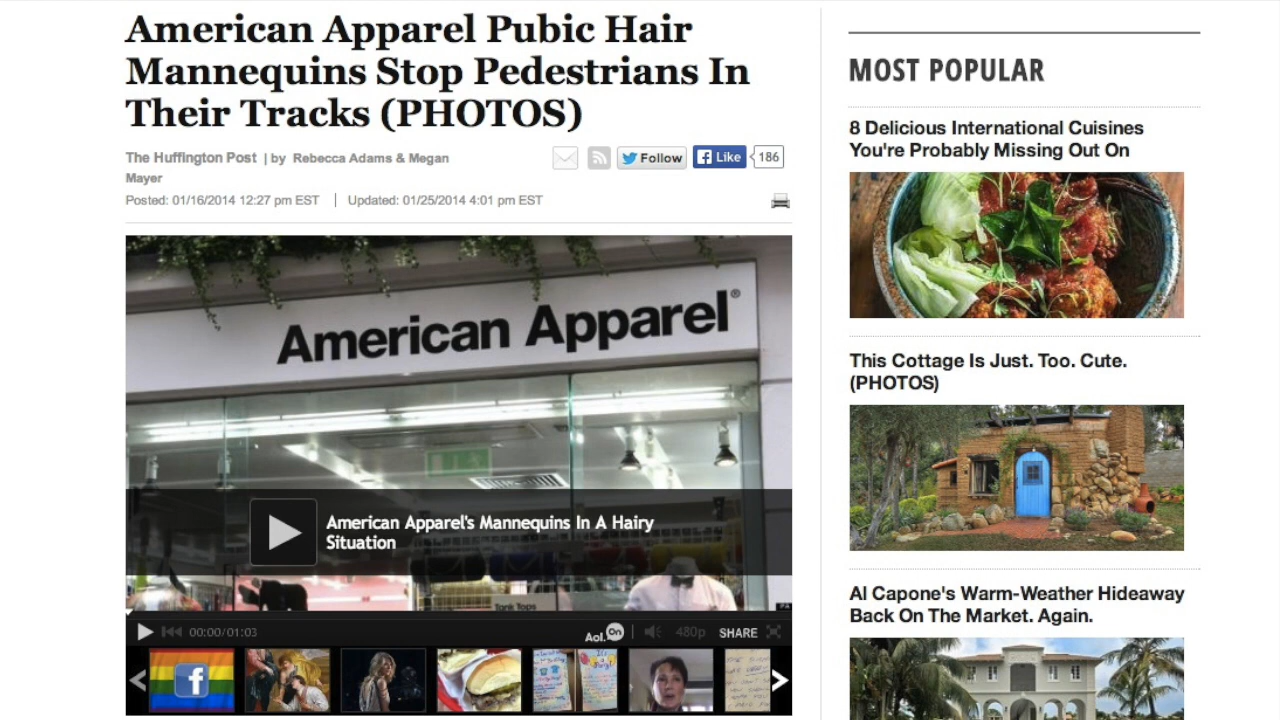 American Apparel Pubic Hair
Mannequins Stop Pedestrians In
Their Tracks (PHOTOS)
The Huffington Post | by Rebecca Adams & Megan
Mayer
Follow
Like
186
Posted: 01/16/2014 12:27 pm EST | Updated: 01/25/2014 4:01 pm EST
American Apparel®
American Apparel's Mannequins In A Hairy
Situation
Tank Tops
00:00/01:03
Aol.On
480p
SHARE
MOST POPULAR
8 Delicious International Cuisines
You're Probably Missing Out On
This Cottage Is Just. Too. Cute.
(PHOTOS)
Al Capone's Warm-Weather Hideaway
Back On The Market. Again.